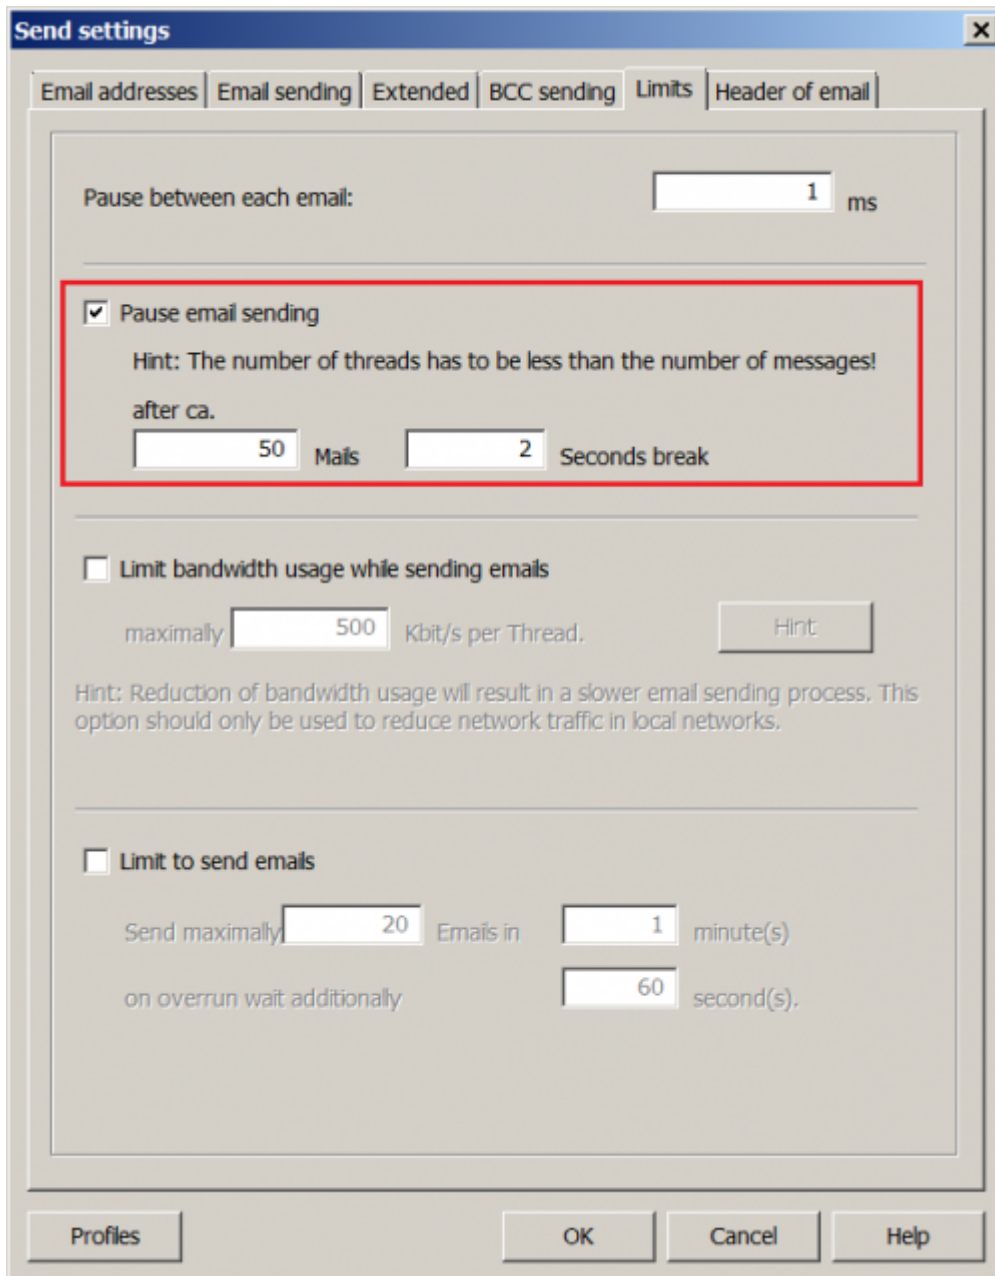 Send settings
Email addresses Email sending Extended BCC sending Limits Header of email
Pause between each email: 1 ms
Pause email sending
Hint: The number of threads has to be less than the number of messages!
after ca.
50 Mails 2 Seconds break
Limit bandwidth usage while sending emails
maximally 500 Kbit/s per Thread. Hint
Hint: Reduction of bandwidth usage will result in a slower email sending process. This
option should only be used to reduce network traffic in local networks.
Limit to send emails
Send maximally 20 Emails in 1 minute(s)
on overrun wait additionally 60 second(s).
Profiles OK Cancel Help